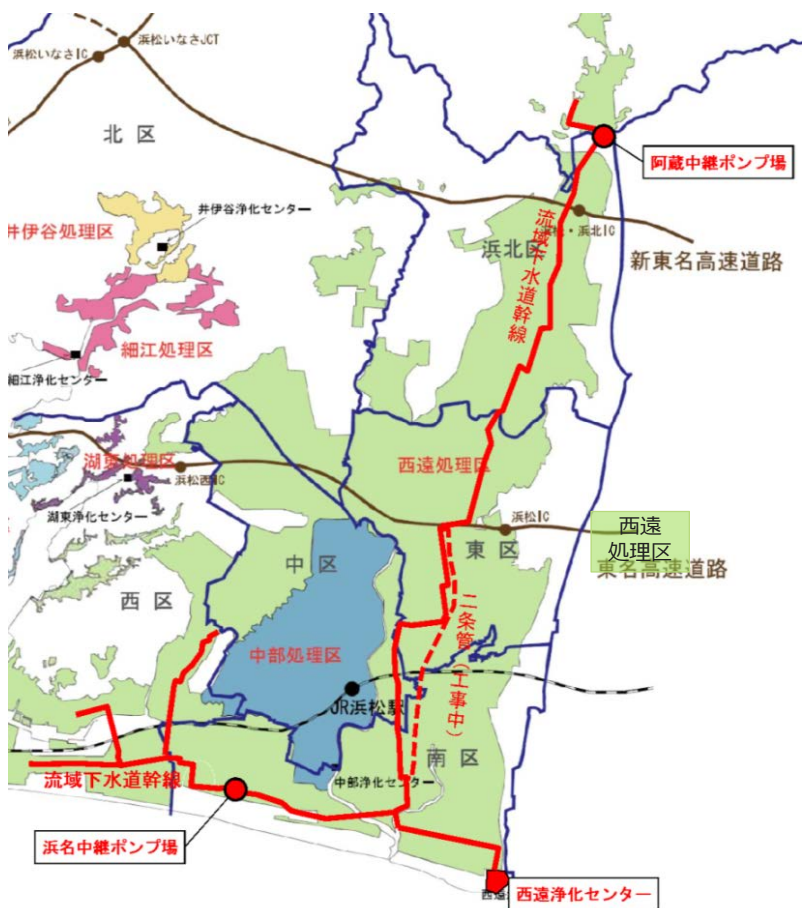 浜松いなさJCT
浜松いなさIC
北区
阿蔵中継ポンプ場
井伊谷浄化センター
井伊谷処理区
浜松・浜北IC
浜北区
流域下水道幹線
新東名高速道路
細江処理区
細江浄化センター
湖東処理区
浜松西IC
西遠処理区
湖東浄化センター
浜松IC
西遠
処理区
東区
東名高速道路
中区
西区
二条管(工事中)
中部処理区
JR浜松駅
南区
中部浄化センター
流域下水道幹線
浜名中継ポンプ場
西遠浄化センター